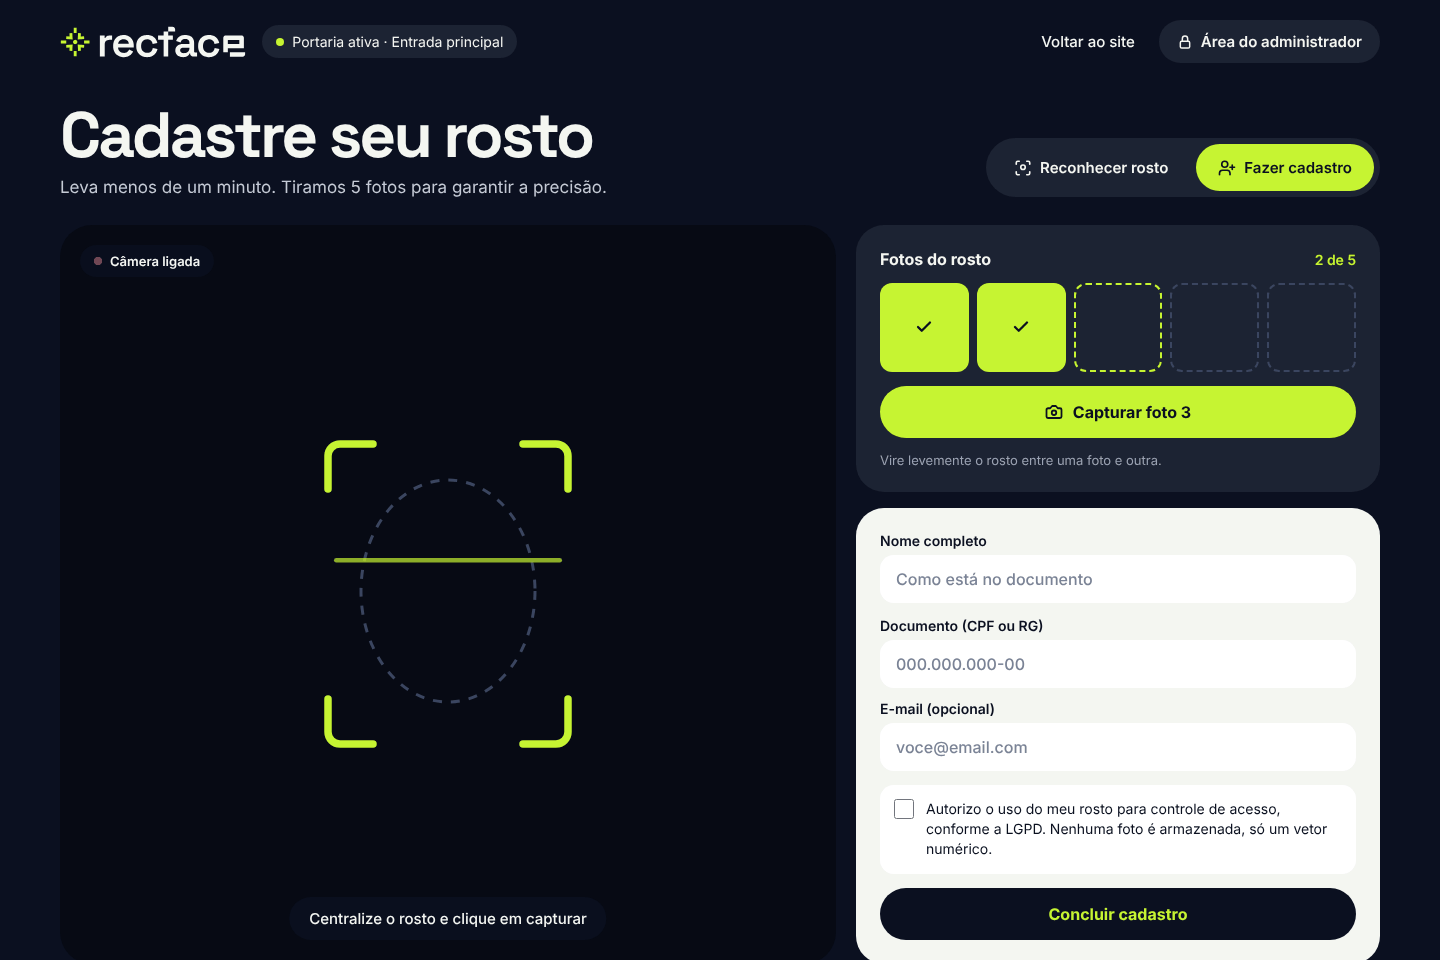 recface
Portaria ativa · Entrada principal
Voltar ao site
Área do administrador
Cadastre seu rosto
Leva menos de um minuto. Tiramos 5 fotos para garantir a precisão.
Reconhecer rosto
Fazer cadastro
Câmera ligada
Centralize o rosto e clique em capturar
Fotos do rosto
2 de 5
Capturar foto 3
Vire levemente o rosto entre uma foto e outra.
Nome completo
Como está no documento
Documento (CPF ou RG)
000.000.000-00
E-mail (opcional)
voce@email.com
Autorizo o uso do meu rosto para controle de acesso,
conforme a LGPD. Nenhuma foto é armazenada, só um vetor
numérico.
Concluir cadastro